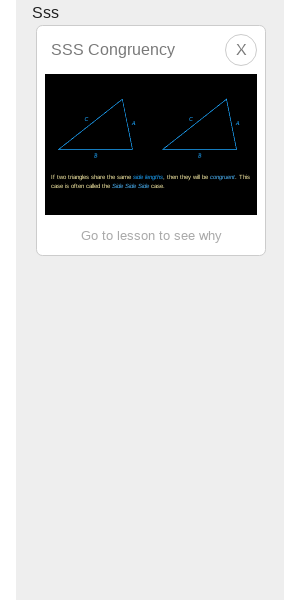 Sss
SSS Congruency
X
C
A
B
C
A
B
If two triangles share the same side lengths, then they will be congruent. This
case is often called the Side Side Side case.
Go to lesson to see why